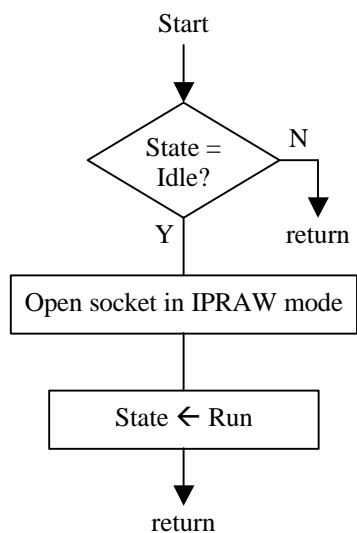 Start
State =
Idle?
N
return
Y
Open socket in IPRAW mode
State ← Run
return